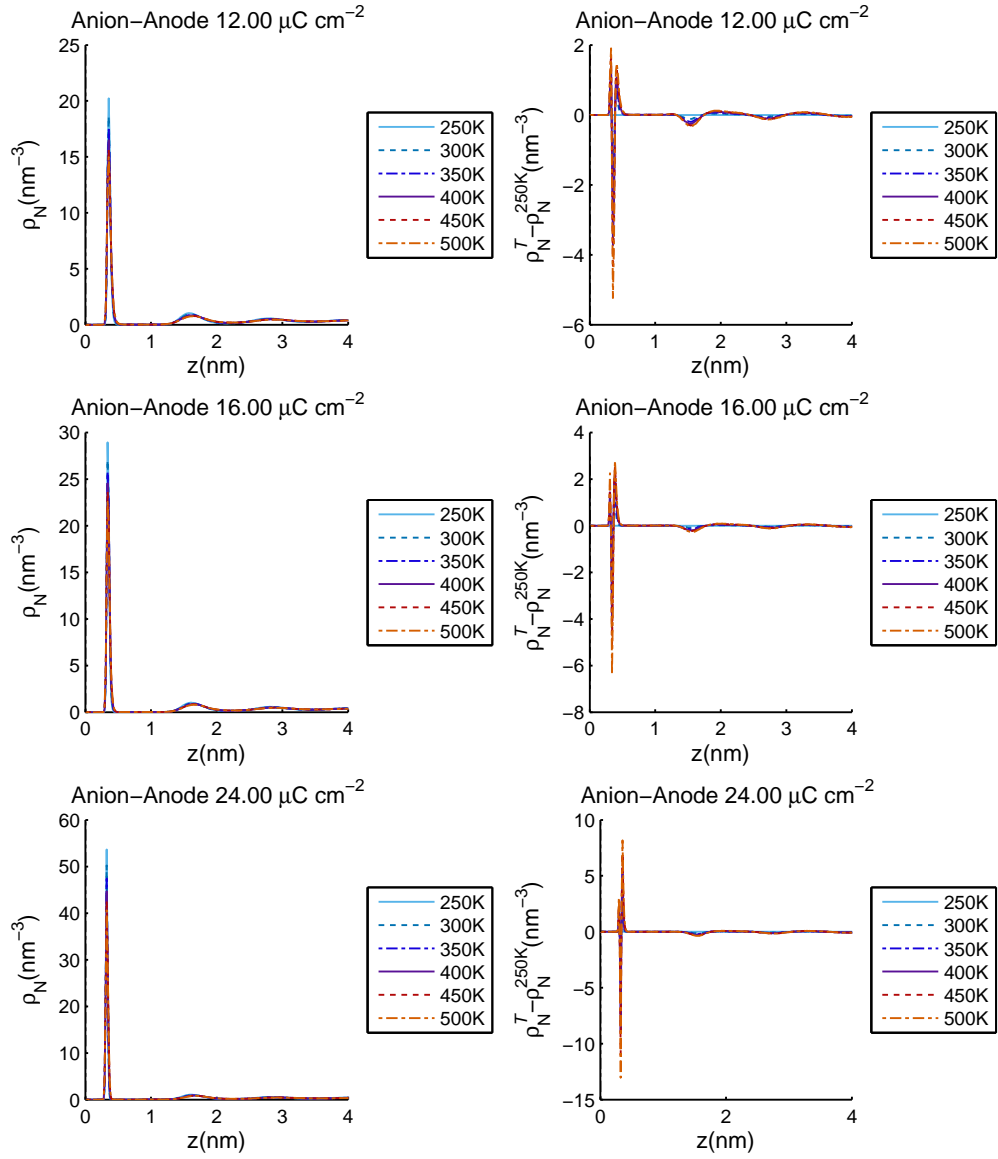 Anion−Anode 12.00 μC cm−2
25
20
15
10
5
0
0 1 2 3 4
ρN(nm−3)
z(nm)
250K
300K
350K
400K
450K
500K
Anion−Anode 12.00 μC cm−2
2
0
−2
−4
−6
0 1 2 3 4
ρNT−ρN250K(nm−3)
z(nm)
250K
300K
350K
400K
450K
500K
Anion−Anode 16.00 μC cm−2
30
25
20
15
10
5
0
0 1 2 3 4
ρN(nm−3)
z(nm)
250K
300K
350K
400K
450K
500K
Anion−Anode 16.00 μC cm−2
4
2
0
−2
−4
−6
−8
0 1 2 3 4
ρNT−ρN250K(nm−3)
z(nm)
250K
300K
350K
400K
450K
500K
Anion−Anode 24.00 μC cm−2
60
50
40
30
20
10
0
0 1 2 3 4
ρN(nm−3)
z(nm)
250K
300K
350K
400K
450K
500K
Anion−Anode 24.00 μC cm−2
10
5
0
−5
−10
−15
0 2 4
ρNT−ρN250K(nm−3)
z(nm)
250K
300K
350K
400K
450K
500K